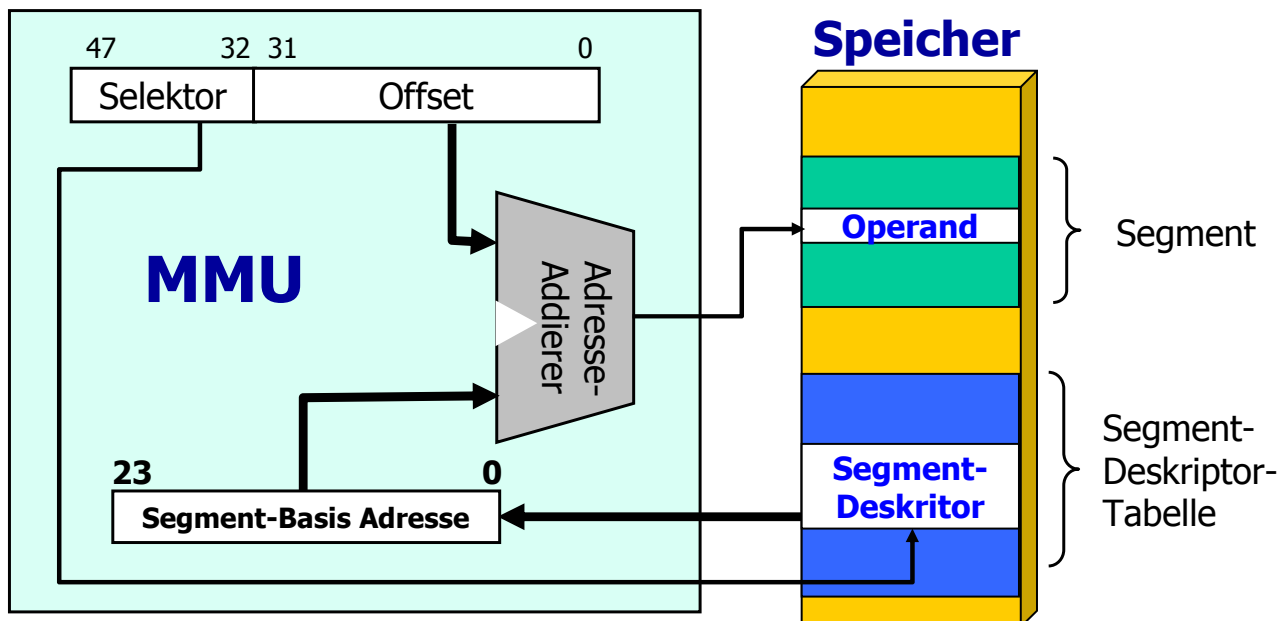 Speicher
47 32 31 0
Selektor Offset
Operand
Segment
MMU
Adresse-
Addierer
23 0
Segment-Basis Adresse
Segment-
Deskritor
Segment-
Deskriptor-
Tabelle